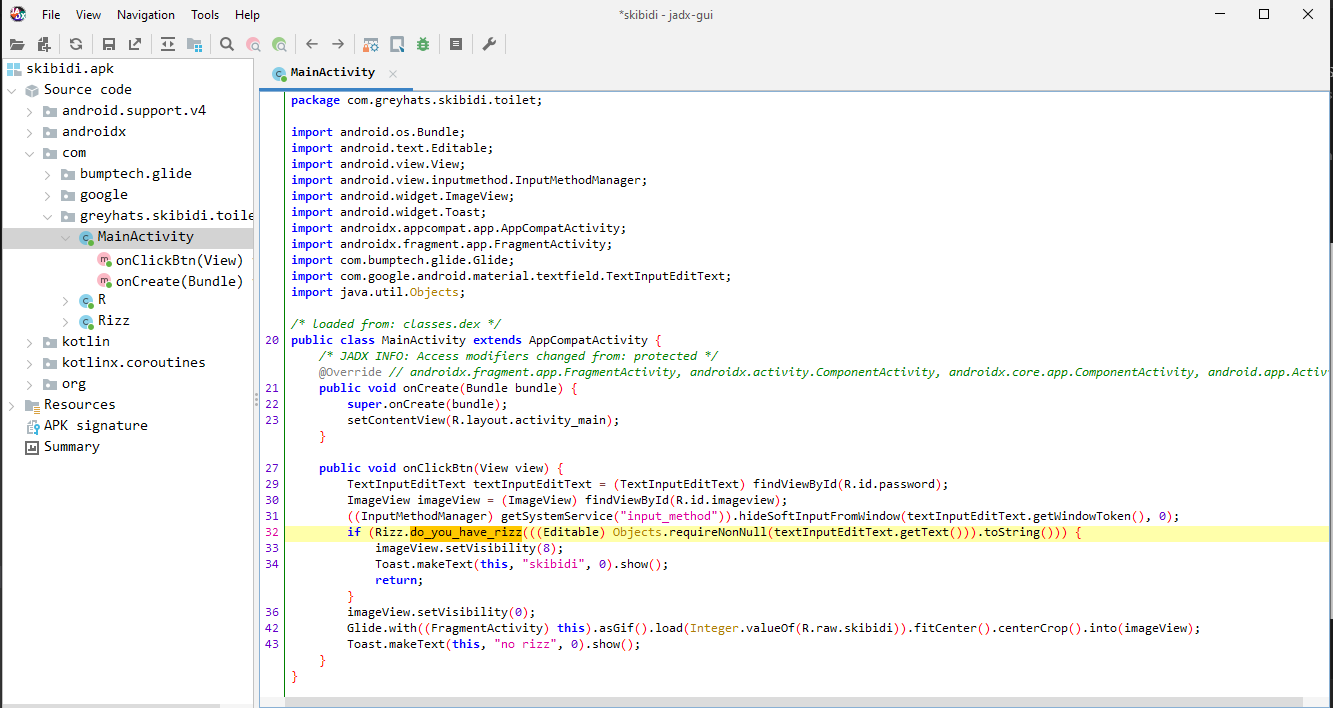 File View Navigation Tools Help
*skibidi - jadx-gui
skibidi.apk
Source code
android.support.v4
androidx
com
bumptech.glide
google
greyhats.skibidi.toile
MainActivity
onClickBtn(View)
onCreate(Bundle)
R
Rizz
kotlin
kotlinx.coroutines
org
Resources
APK signature
Summary
MainActivity
package com.greyhats.skibidi.toilet;
import android.os.Bundle;
import android.text.Editable;
import android.view.View;
import android.view.inputmethod.InputMethodManager;
import android.widget.ImageView;
import android.widget.Toast;
import androidx.appcompat.app.AppCompatActivity;
import androidx.fragment.app.FragmentActivity;
import com.bumptech.glide.Glide;
import com.google.android.material.textfield.TextInputEditText;
import java.util.Objects;
/* loaded from: classes.dex */
20 public class MainActivity extends AppCompatActivity {
/* JADX INFO: Access modifiers changed from: protected */
@Override // androidx.fragment.app.FragmentActivity, androidx.activity.ComponentActivity, androidx.core.app.ComponentActivity, android.app.Activ
21 public void onCreate(Bundle bundle) {
22 super.onCreate(bundle);
23 setContentView(R.layout.activity_main);
}
27 public void onClickBtn(View view) {
29 TextInputEditText textInputEditText = (TextInputEditText) findViewById(R.id.password);
30 ImageView imageView = (ImageView) findViewById(R.id.imageview);
31 ((InputMethodManager) getSystemService("input_method")).hideSoftInputFromWindow(textInputEditText.getWindowToken(), 0);
32 if (Rizz.do_you_have_rizz(((Editable) Objects.requireNonNull(textInputEditText.getText())).toString())) {
33 imageView.setVisibility(8);
34 Toast.makeText(this, "skibidi", 0).show();
return;
}
36 imageView.setVisibility(0);
42 Glide.with((FragmentActivity) this).asGif().load(Integer.valueOf(R.raw.skibidi)).fitCenter().centerCrop().into(imageView);
43 Toast.makeText(this, "no rizz", 0).show();
}
}